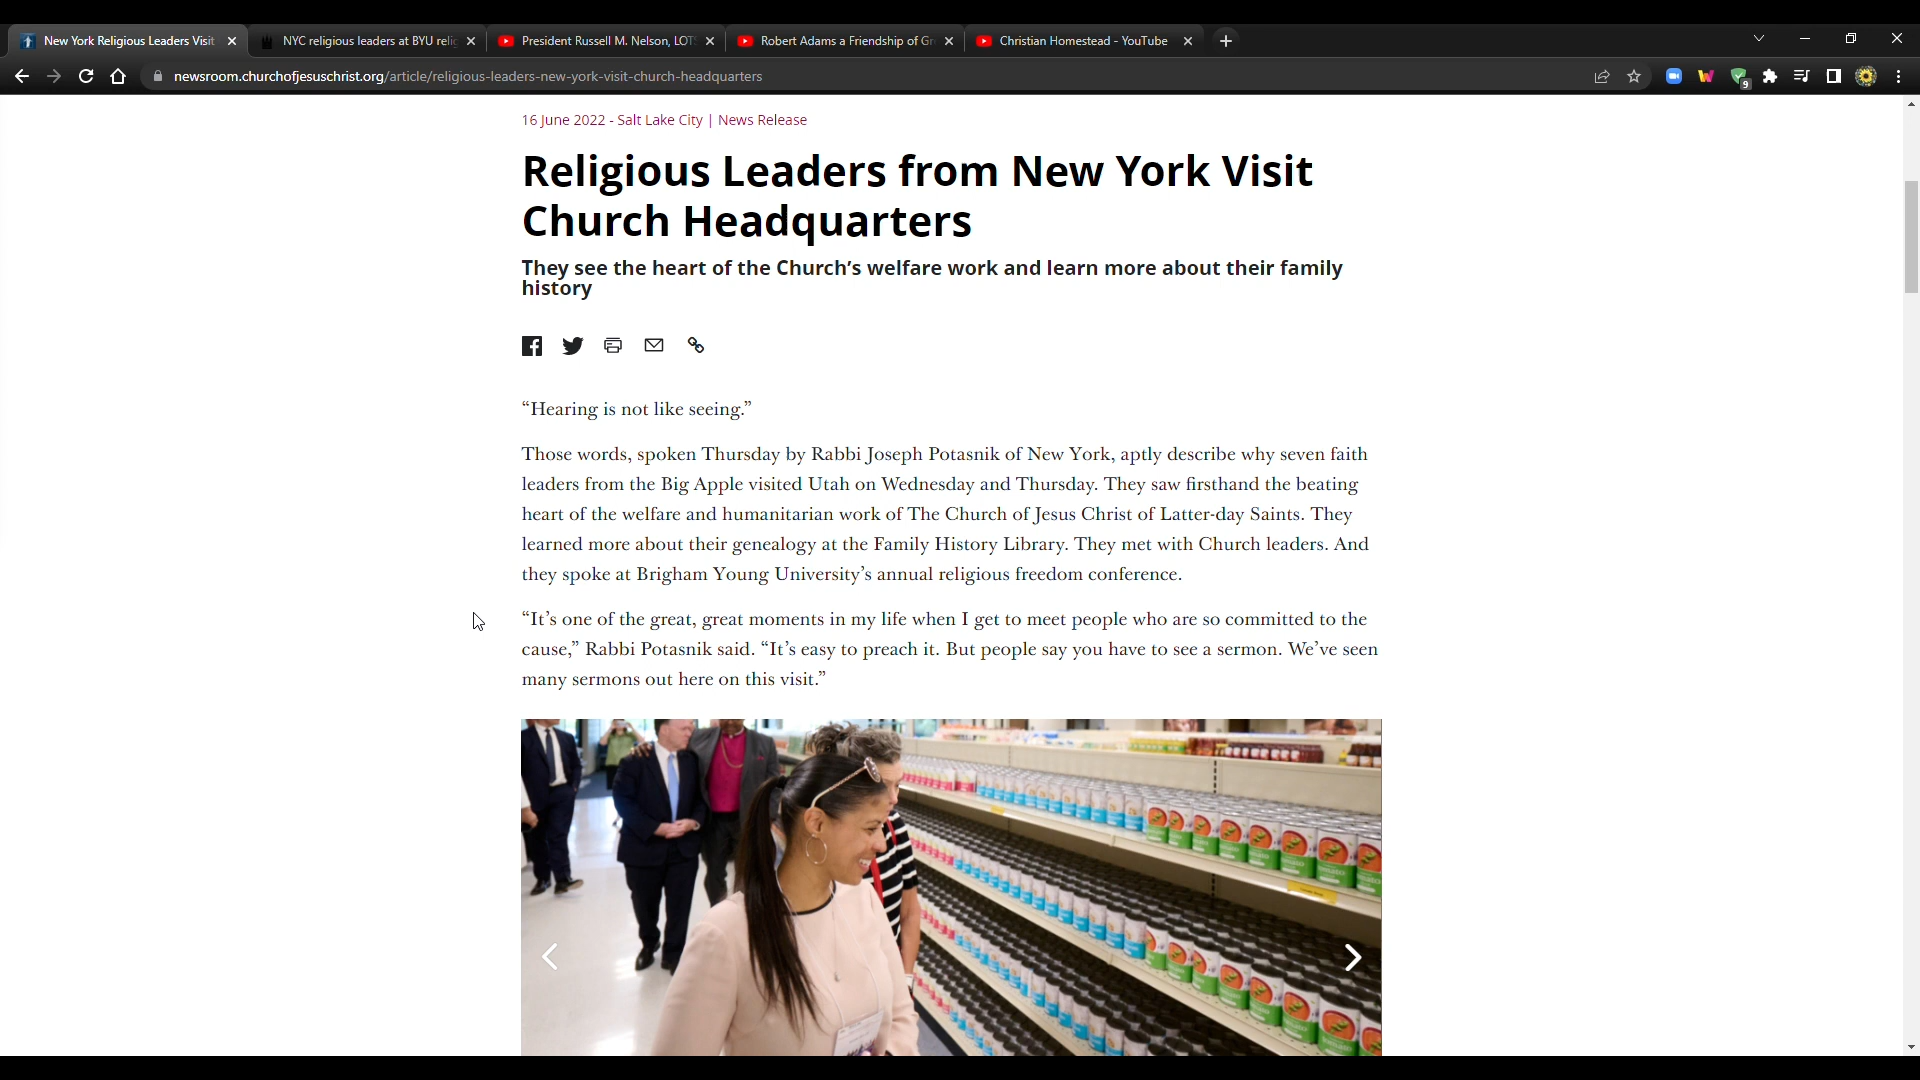 New York Religious Leaders Visit
NYC religious leaders at BYU relig
President Russell M. Nelson, LOT
Robert Adams a Friendship of Gr
Christian Homestead - YouTube
newsroom.churchofjesuschrist.org/article/religious-leaders-new-york-visit-church-headquarters
9
16 June 2022 - Salt Lake City | News Release
Religious Leaders from New York Visit
Church Headquarters
They see the heart of the Church’s welfare work and learn more about their family
history
“Hearing is not like seeing.”
Those words, spoken Thursday by Rabbi Joseph Potasnik of New York, aptly describe why seven faith
leaders from the Big Apple visited Utah on Wednesday and Thursday. They saw firsthand the beating
heart of the welfare and humanitarian work of The Church of Jesus Christ of Latter-day Saints. They
learned more about their genealogy at the Family History Library. They met with Church leaders. And
they spoke at Brigham Young University’s annual religious freedom conference.
“It’s one of the great, great moments in my life when I get to meet people who are so committed to the
cause,” Rabbi Potasnik said. “It’s easy to preach it. But people say you have to see a sermon. We’ve seen
many sermons out here on this visit.”